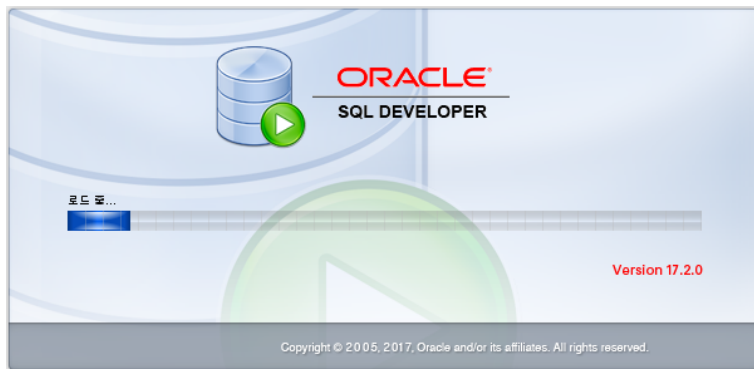 ORACLE®
SQL DEVELOPER
로드 중...
Version 17.2.0
Copyright © 2005, 2017, Oracle and/or its affiliates. All rights reserved.